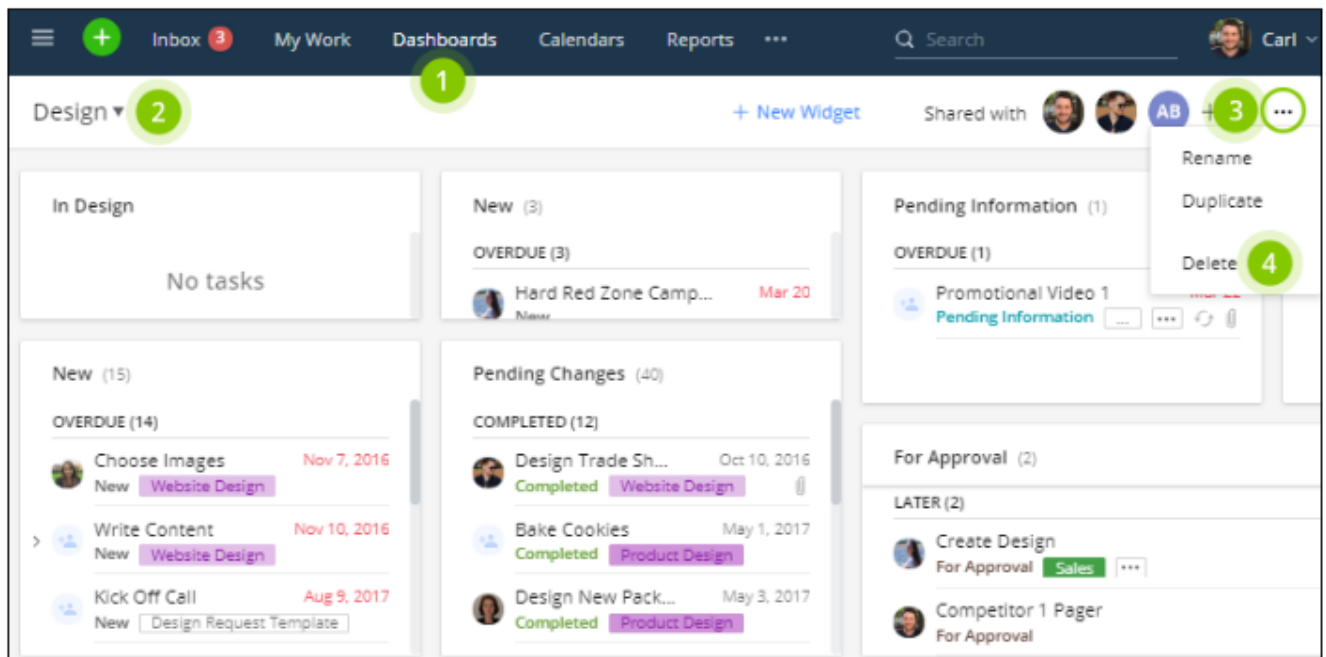 Inbox 3 My Work Dashboards Calendars Reports ••• Search Carl
1
Design ▾ 2 + New Widget Shared with AB + 3 •••
Rename
Duplicate
Delete 4
In Design
No tasks
New (3)
OVERDUE (3)
Hard Red Zone Camp... Mar 20
New
Pending Information (1)
OVERDUE (1)
Promotional Video 1
Pending Information ... •••
New (15)
OVERDUE (14)
Choose Images Nov 7, 2016
New Website Design
Write Content Nov 10, 2016
New Website Design
Kick Off Call Aug 9, 2017
New Design Request Template
Pending Changes (40)
COMPLETED (12)
Design Trade Sh... Oct 10, 2016
Completed Website Design
Bake Cookies May 1, 2017
Completed Product Design
Design New Pack... May 3, 2017
Completed Product Design
For Approval (2)
LATER (2)
Create Design
For Approval Sales •••
Competitor 1 Pager
For Approval